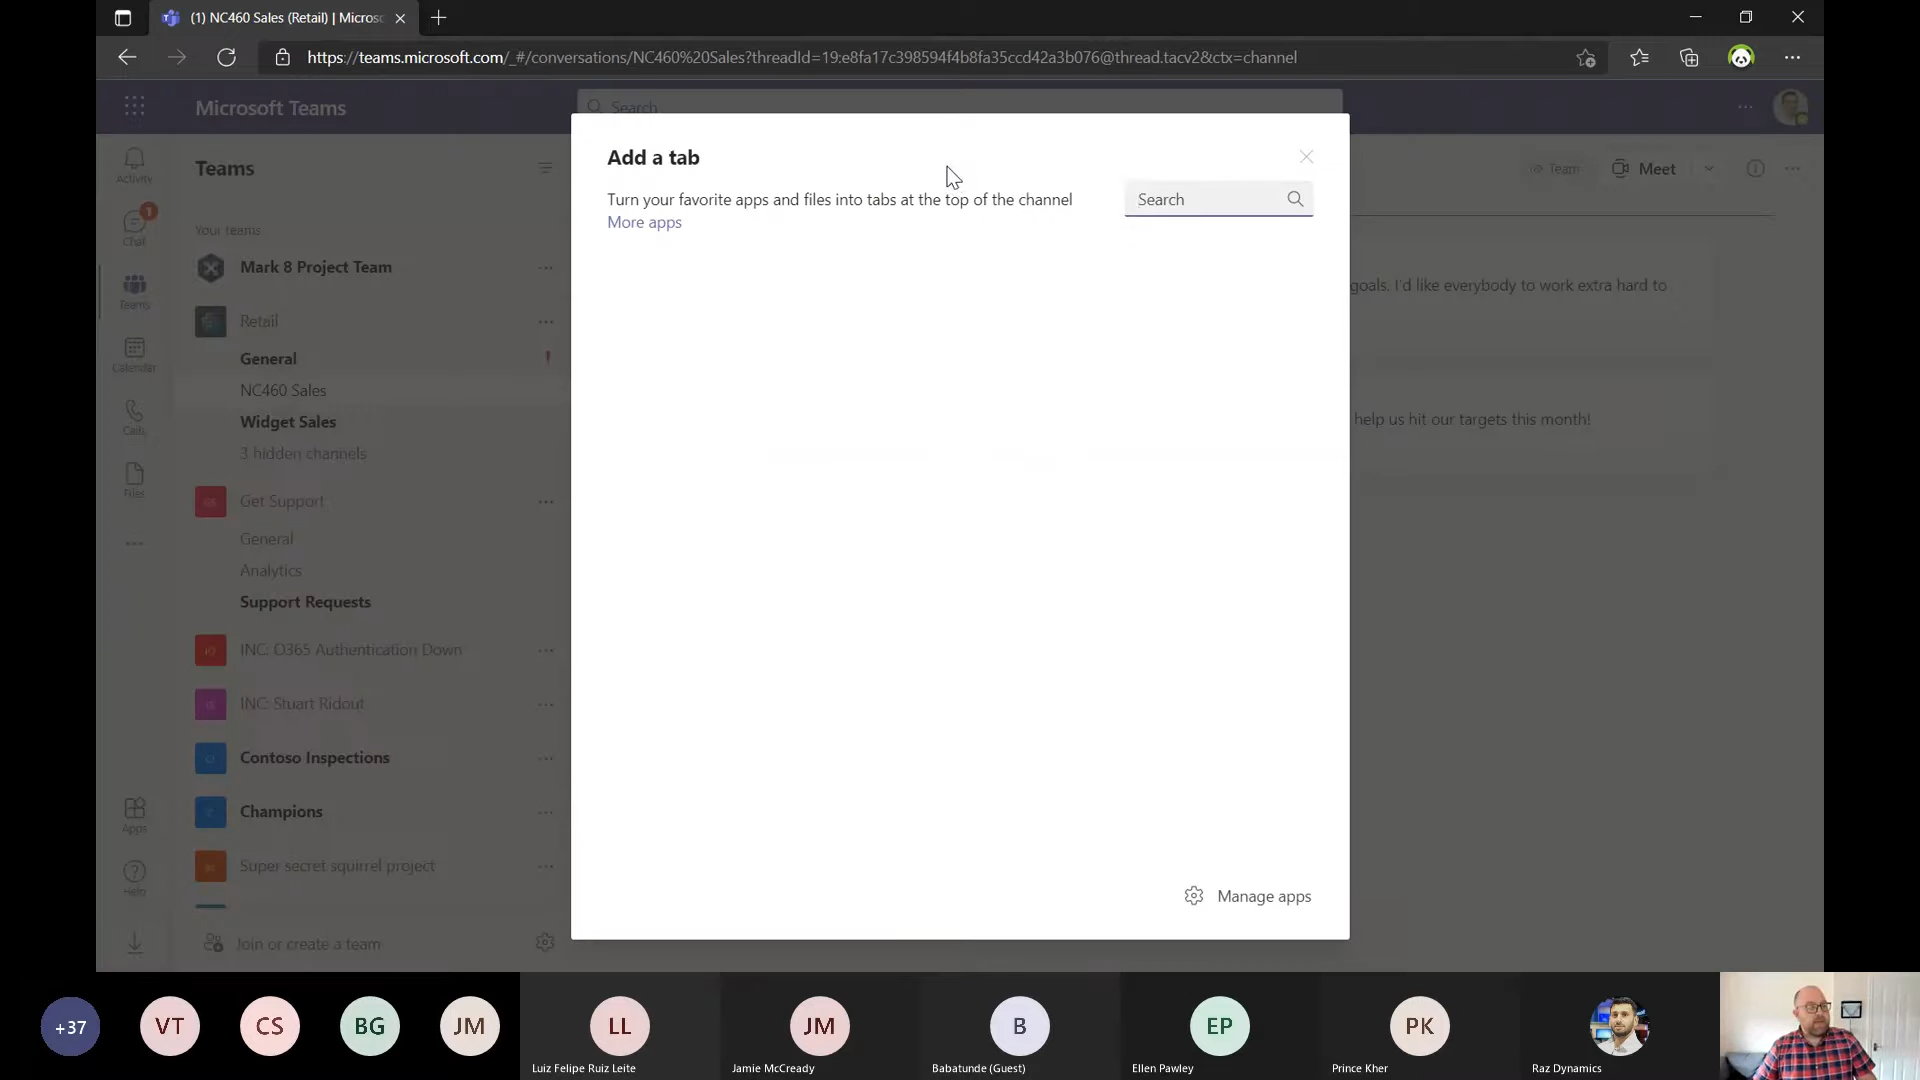 (1) NC460 Sales (Retail) | Micros
https://teams.microsoft.com/_#/conversations/NC460%20Sales?threadId=19:e8fa17c398594f4b8fa35ccd42a3b076@thread.tacv2&ctx=channel
Microsoft Teams
Search
Activity
Chat
1
Teams
Calendar
Calls
Files
Apps
Help
Teams
Your teams
Mark 8 Project Team
Retail
General
NC460 Sales
Widget Sales
3 hidden channels
GS
Get Support
General
Analytics
Support Requests
INC: O365 Authentication Down
INC: Stuart Ridout
Contoso Inspections
Champions
Super secret squirrel project
Join or create a team
Add a tab
Turn your favorite apps and files into tabs at the top of the channel
More apps
Search
Manage apps
Team
Meet
goals. I'd like everybody to work extra hard to
help us hit our targets this month!
+37
VT
CS
BG
JM
LL
Luiz Felipe Ruiz Leite
JM
Jamie McCready
B
Babatunde (Guest)
EP
Ellen Pawley
PK
Prince Kher
Raz Dynamics